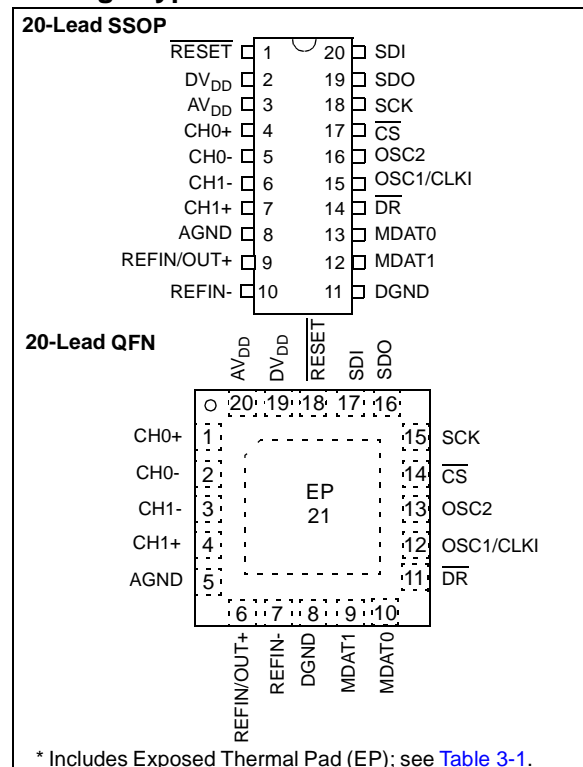 20-Lead SSOP
RESET 1 20 SDI
DVDD 2 19 SDO
AVDD 3 18 SCK
CH0+ 4 17 CS
CH0- 5 16 OSC2
CH1- 6 15 OSC1/CLKI
CH1+ 7 14 DR
AGND 8 13 MDAT0
REFIN/OUT+ 9 12 MDAT1
REFIN- 10 11 DGND
20-Lead QFN
AVDD DVDD RESET SDI SDO
20 19 18 17 16
CH0+ 1 15 SCK
CH0- 2 14 CS
EP
21
CH1- 3 13 OSC2
CH1+ 4 12 OSC1/CLKI
AGND 5 11 DR
6 7 8 9 10
REFIN/OUT+ REFIN- DGND MDAT1 MDAT0
* Includes Exposed Thermal Pad (EP); see Table 3-1.